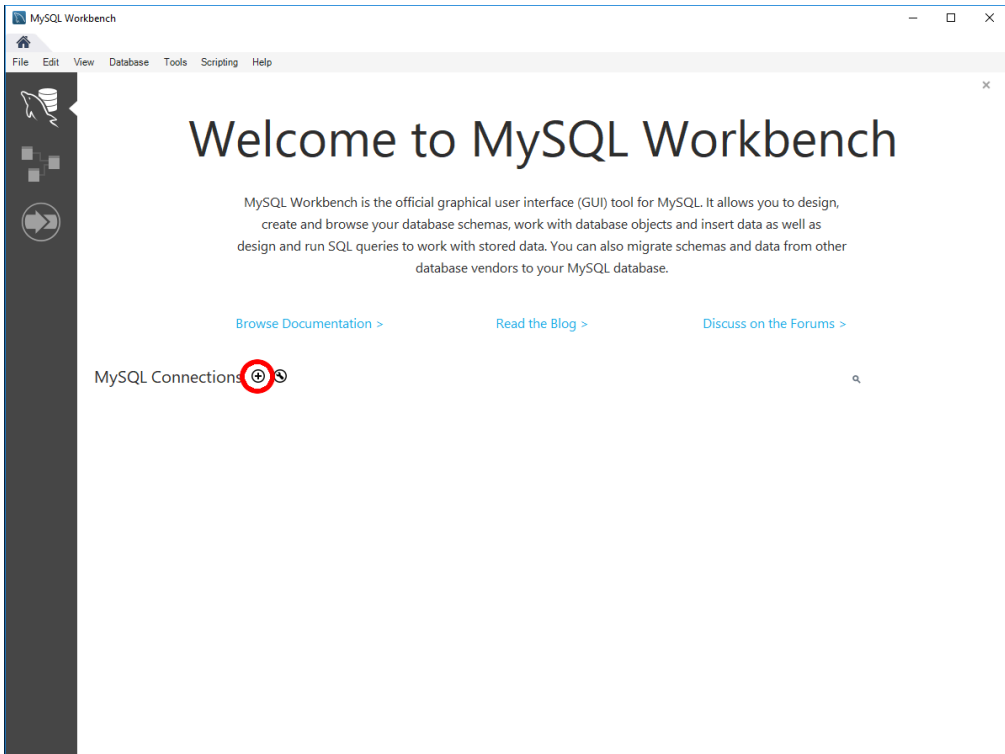 MySQL Workbench
File Edit View Database Tools Scripting Help
Welcome to MySQL Workbench
MySQL Workbench is the official graphical user interface (GUI) tool for MySQL. It allows you to design,
create and browse your database schemas, work with database objects and insert data as well as
design and run SQL queries to work with stored data. You can also migrate schemas and data from other
database vendors to your MySQL database.
Browse Documentation > Read the Blog > Discuss on the Forums >
MySQL Connections